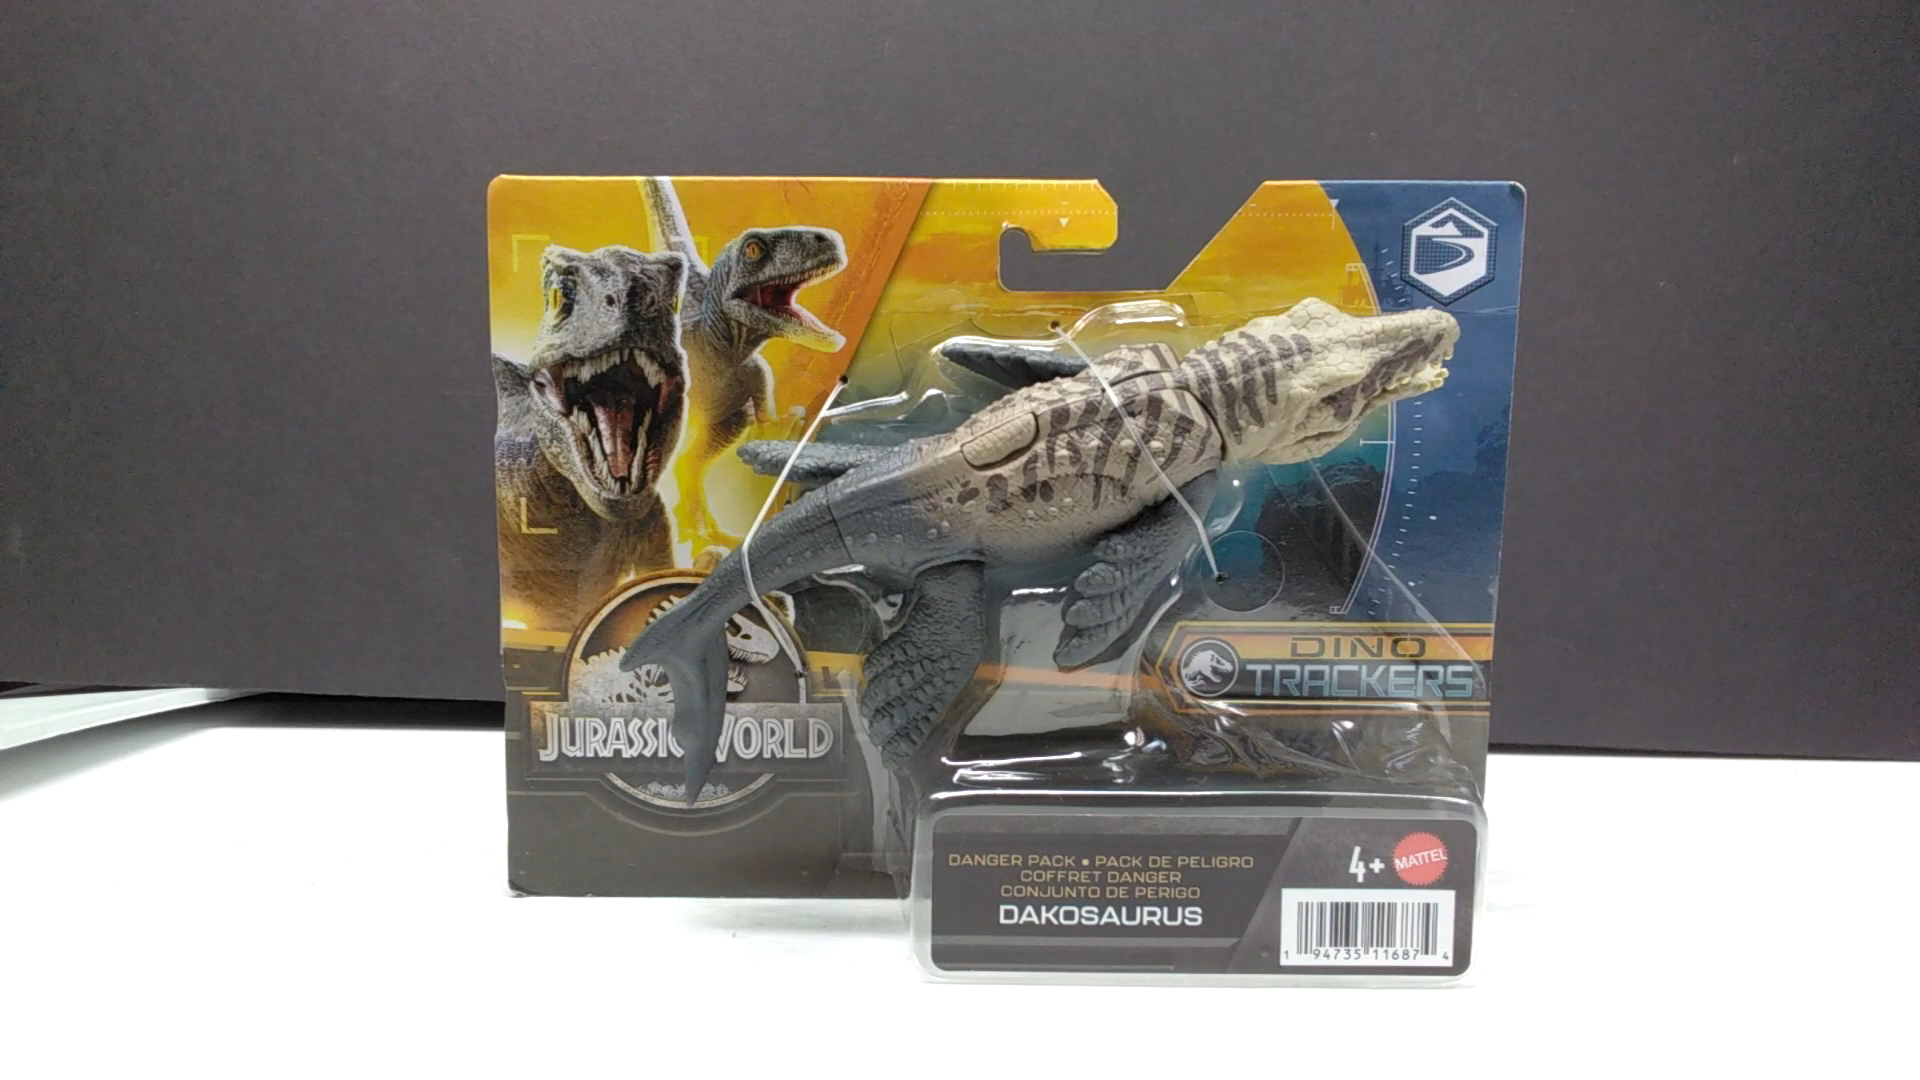 JURASSIC WORLD
DINO
TRACKERS
DANGER PACK • PACK DE PELIGRO
COFFRET DANGER
CONJUNTO DE PERIGO
DAKOSAURUS
4+
MATTEL
1 94735 11687 4